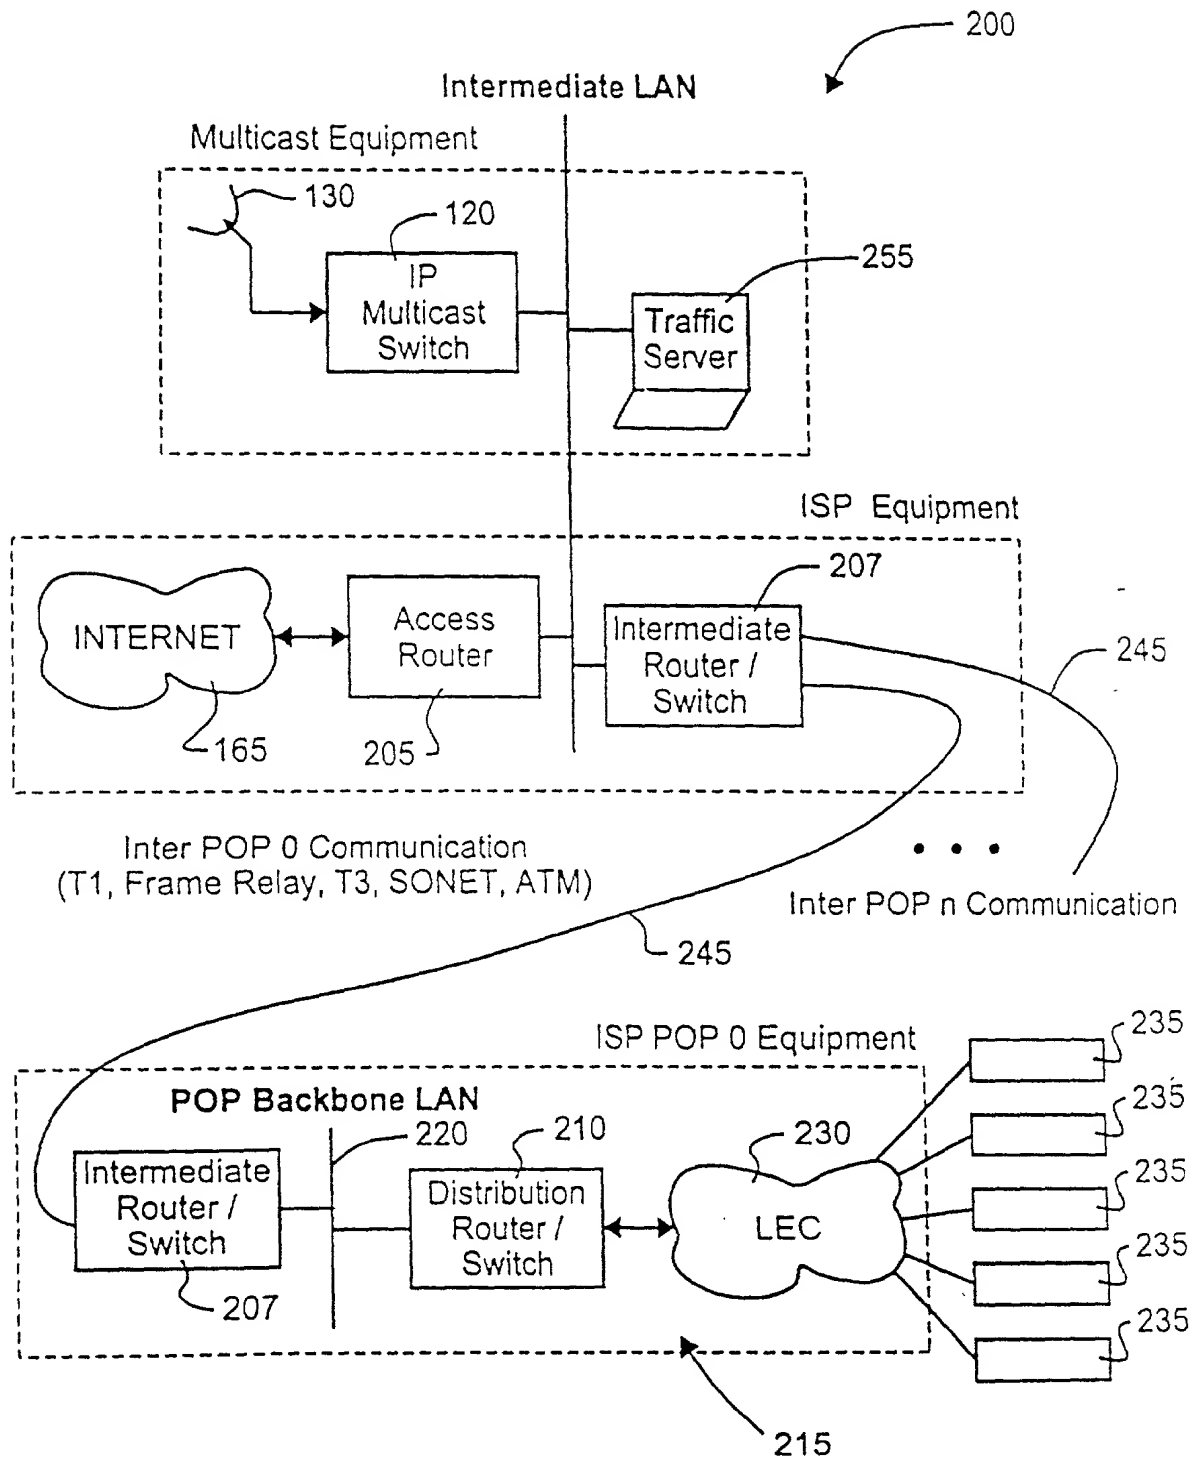 200
Intermediate LAN
Multicast Equipment
130
120
IP
Multicast
Switch
255
Traffic
Server
ISP Equipment
207
INTERNET
Access
Router
Intermediate
Router /
Switch
245
165
205
Inter POP 0 Communication
(T1, Frame Relay, T3, SONET, ATM)
Inter POP n Communication
245
ISP POP 0 Equipment
235
POP Backbone LAN
220
210
230
235
Intermediate
Router /
Switch
Distribution
Router /
Switch
LEC
235
235
207
235
215